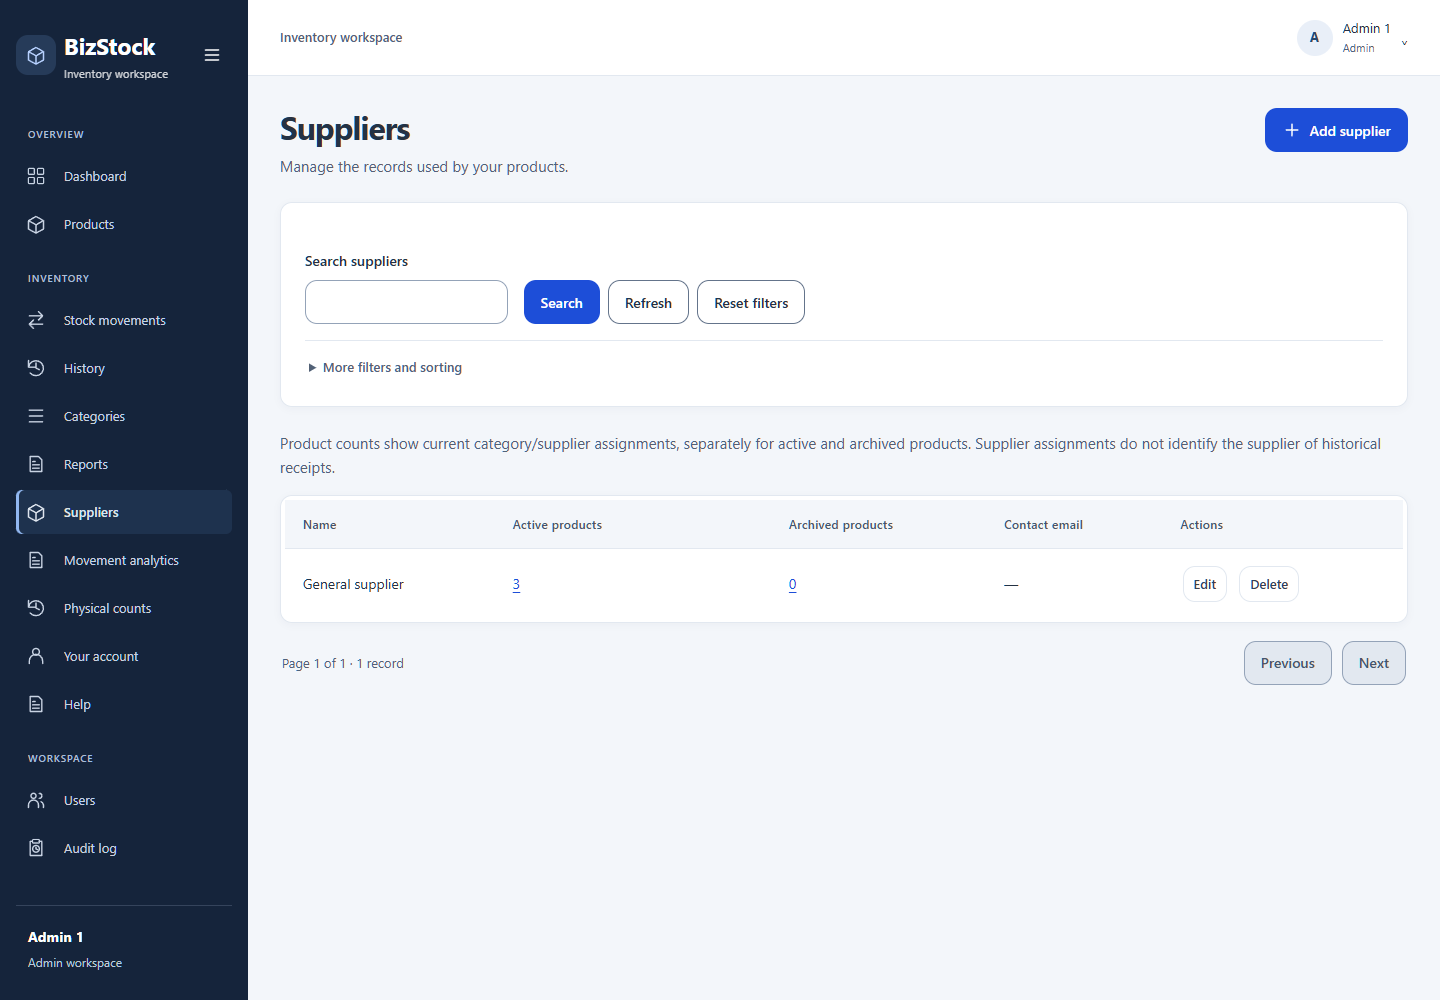 BizStock
Inventory workspace
OVERVIEW
Dashboard
Products
INVENTORY
Stock movements
History
Categories
Reports
Suppliers
Movement analytics
Physical counts
Your account
Help
WORKSPACE
Users
Audit log
Admin 1
Admin workspace
Inventory workspace
A
Admin 1
Admin
Suppliers
Manage the records used by your products.
+ Add supplier
Search suppliers
Search
Refresh
Reset filters
More filters and sorting
Product counts show current category/supplier assignments, separately for active and archived products. Supplier assignments do not identify the supplier of historical
receipts.
Name Active products Archived products Contact email Actions
General supplier 3 0 — Edit Delete
Page 1 of 1 · 1 record
Previous Next